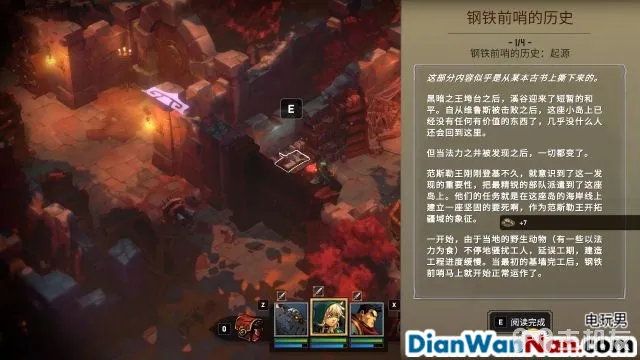 钢铁前哨的历史
- 1/4 -
钢铁前哨的历史：起源
这部分内容似乎是从某本古书上撕下来的。
黑暗之王垮台之后，溪谷迎来了短暂的和
平。自从维鲁斯被击败之后，这座小岛上已
经没有任何有价值的东西了，几乎没什么人
还会回到这里。
但当法力之井被发现之后，一切都变了。
范斯勒王刚刚登基不久，就意识到了这一发
现的重要性，把最精锐的部队派遣到了这座
岛上。他们的任务就是在这座岛的海岸线上
建立一座坚固的要死啊，作为范斯勒王开拓
疆域的象征。
+7
一开始，由于当地的野生动物（有一些以法
力为食）不停地骚扰工人，延误工期，建造
工程进度缓慢。当最初的基墙完工后，钢铁
前哨马上就开始正常运作了。
E
Z
X
0
E 阅读完成
电玩男
DianWanNan.com